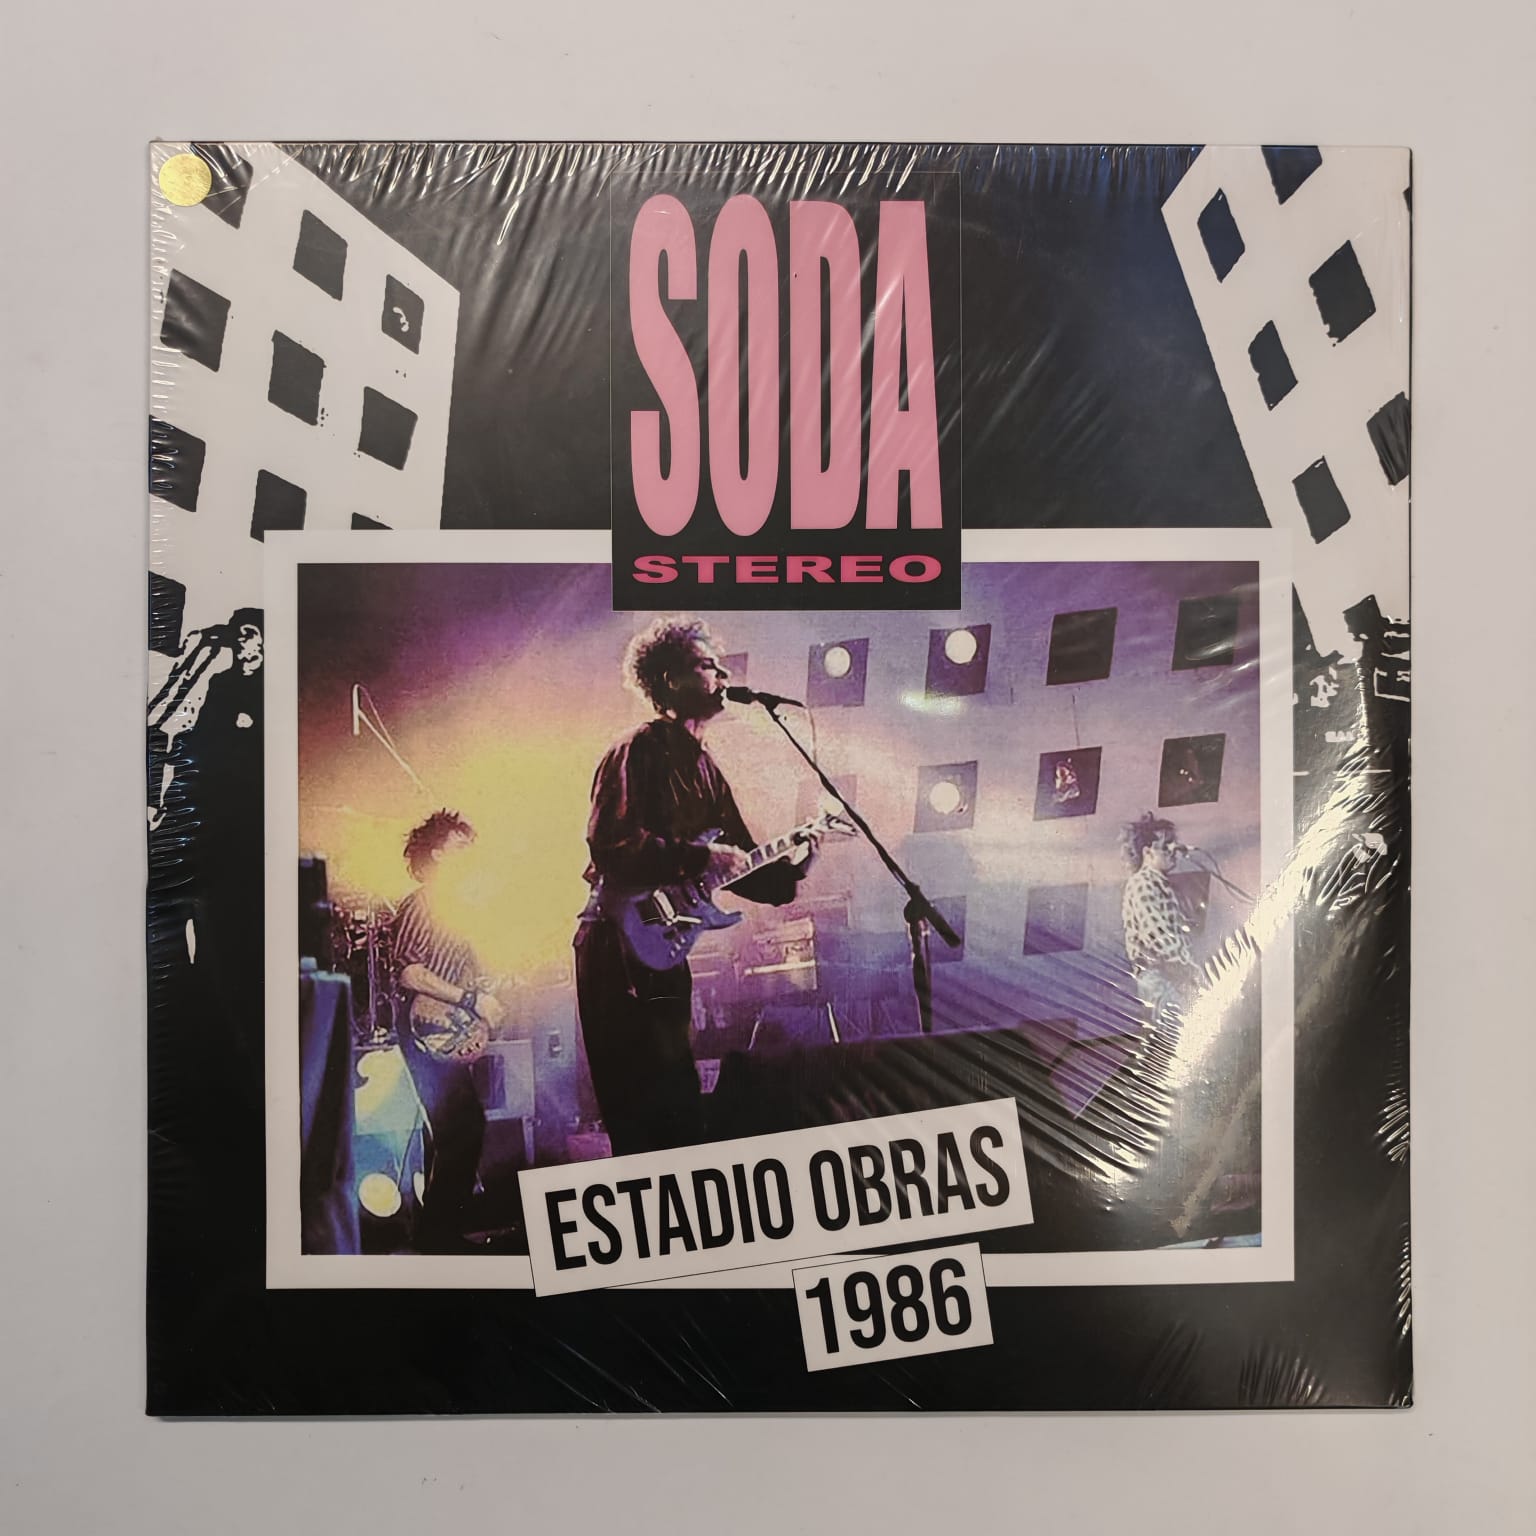 SODA
STEREO
ESTADIO OBRAS
1986